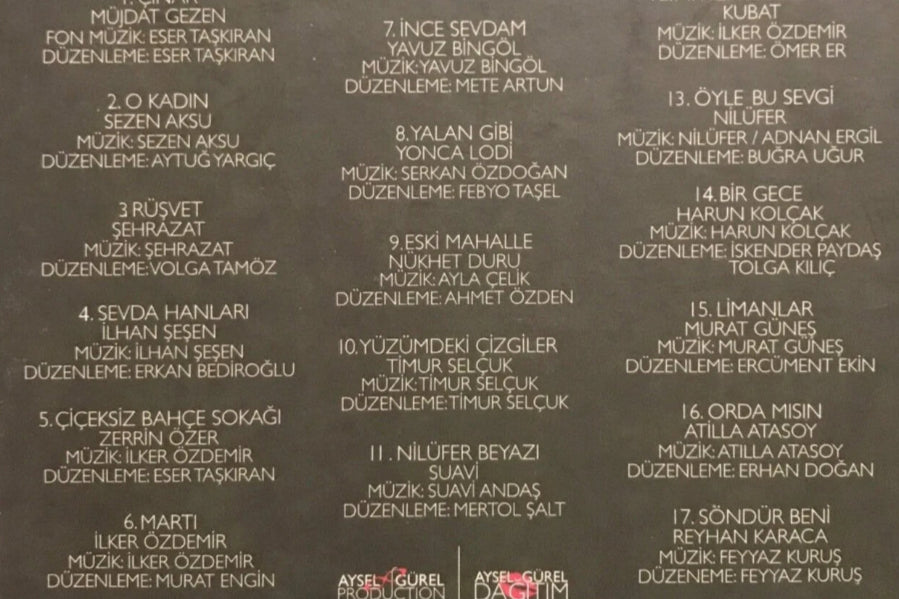 1. ÇINAR
MÜJDAT GEZEN
FON MÜZİK: ESER TAŞKIRAN
DÜZENLEME: ESER TAŞKIRAN
2. O KADIN
SEZEN AKSU
MÜZİK: SEZEN AKSU
DÜZENLEME: AYTUĞ YARGIÇ
3 RÜŞVET
ŞEHRAZAT
MÜZİK: ŞEHRAZAT
DÜZENLEME: VOLGA TAMÖZ
4. SEVDA HANLARI
İLHAN ŞEŞEN
MÜZİK: İLHAN ŞEŞEN
DÜZENLEME: ERKAN BEDİROĞLU
5. ÇİÇEKSİZ BAHÇE SOKAĞI
ZERRİN ÖZER
MÜZİK: İLKER ÖZDEMİR
DÜZENLEME: ESER TAŞKIRAN
6. MARTI
İLKER ÖZDEMİR
MÜZİK: İLKER ÖZDEMİR
DÜZENLEME: MURAT ENGİN
7. İNCE SEVDAM
YAVUZ BİNGÖL
MÜZİK: YAVUZ BİNGÖL
DÜZENLEME: METE ARTUN
8. YALAN GİBİ
YONCA LODİ
MÜZİK: SERKAN ÖZDOĞAN
DÜZENLEME: FEBYO TAŞEL
9. ESKİ MAHALLE
NÜKHET DURU
MÜZİK: AYLA ÇELİK
DÜZENLEME: AHMET ÖZDEN
10. YÜZÜMDEKİ ÇİZGİLER
TİMUR SELÇUK
MÜZİK: TİMUR SELÇUK
DÜZENLEME: TİMUR SELÇUK
11. NİLÜFER BEYAZI
SUAVİ
MÜZİK: SUAVİ ANDAŞ
DÜZENLEME: MERTOL ŞALT
AYSEL GÜREL
PRODUCTION
AYSEL GÜREL
DAĞITIM
KUBAT
MÜZİK: İLKER ÖZDEMİR
DÜZENLEME: ÖMER ER
13. ÖYLE BU SEVGİ
NİLÜFER
MÜZİK: NİLÜFER / ADNAN ERGİL
DÜZENLEME: BUĞRA UĞUR
14. BİR GECE
HARUN KOLÇAK
MÜZİK: HARUN KOLÇAK
DÜZENLEME: İSKENDER PAYDAŞ
TOLGA KILIÇ
15. LİMANLAR
MURAT GÜNEŞ
MÜZİK: MURAT GÜNEŞ
DÜZENLEME: ERCÜMENT EKİN
16. ORDA MISIN
ATİLLA ATASOY
MÜZİK: ATİLLA ATASOY
DÜZENLEME: ERHAN DOĞAN
17. SÖNDÜR BENİ
REYHAN KARACA
MÜZİK: FEYYAZ KURUŞ
DÜZENEME: FEYYAZ KURUŞ